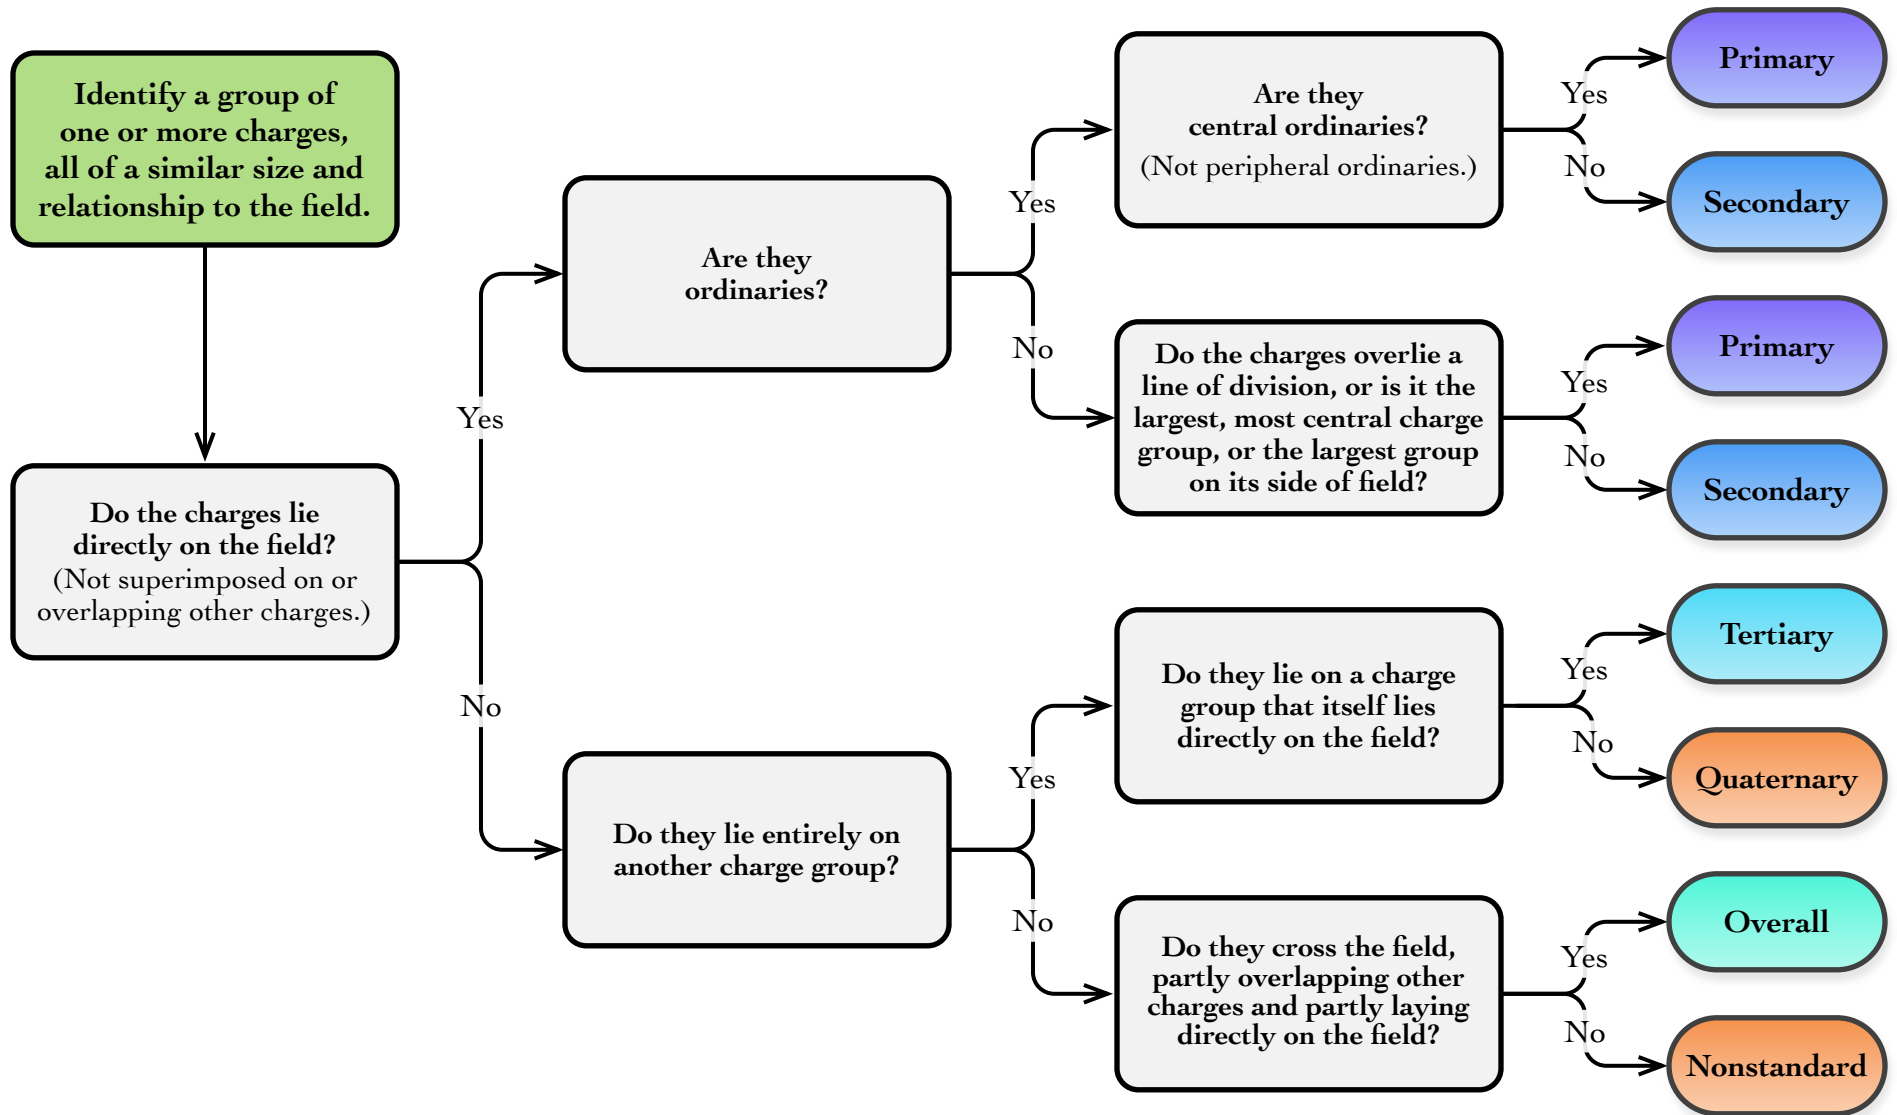 Identify a group of
one or more charges,
all of a similar size and
relationship to the field.
Do the charges lie
directly on the field?
(Not superimposed on or
overlapping other charges.)
Yes
No
Are they
ordinaries?
Yes
No
Do they lie entirely on
another charge group?
Yes
No
Are they
central ordinaries?
(Not peripheral ordinaries.)
Yes
No
Primary
Secondary
Do the charges overlie a
line of division, or is it the
largest, most central charge
group, or the largest group
on its side of field?
Yes
No
Primary
Secondary
Do they lie on a charge
group that itself lies
directly on the field?
Yes
No
Tertiary
Quaternary
Do they cross the field,
partly overlapping other
charges and partly laying
directly on the field?
Yes
No
Overall
Nonstandard